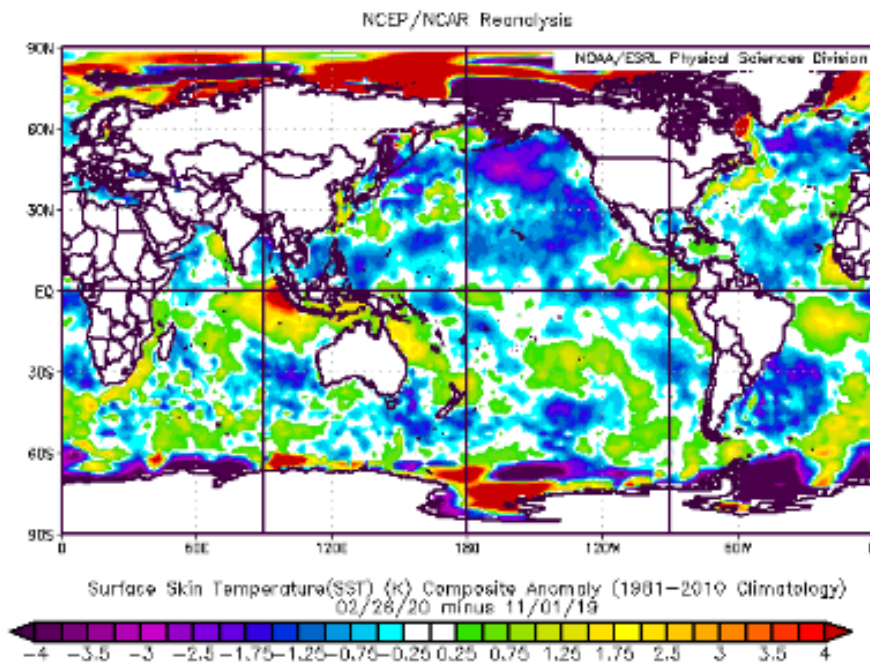 NCEP/NCAR Reanalysis
NOAA/ESRL Physical Sciences Division
90N
60N
30N
EQ
30S
60S
90S
0 60E 120E 180 120W 60W 0
Surface Skin Temperature(SST) (K) Composite Anomaly (1981-2010 Climatology)
02/26/20 minus 11/01/19
-4 -3.5 -3 -2.5 -1.75 -1.25 -0.75 -0.25 0.25 0.75 1.25 1.75 2.5 3 3.5 4